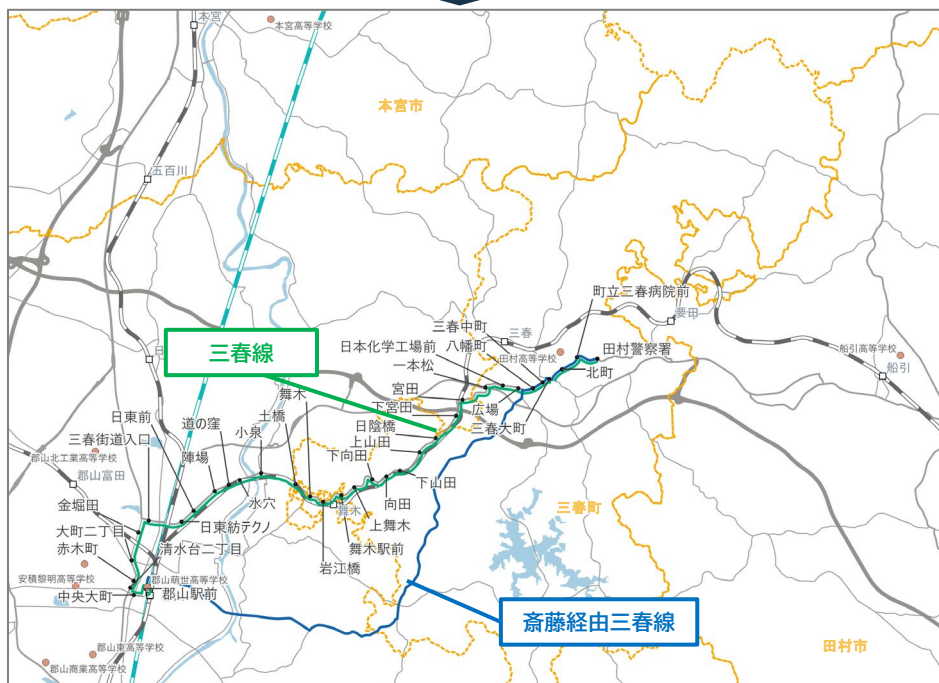 本宮
本宮高等学校
本宮市
五百川
町立三春病院前
要田
三春中町
三春
日本化学工場前
八幡町
田村高等学校
田村警察署
船引高等学校
船引
三春線
一本松
北町
宮田
舞木
下宮田
広場
日東前
道の窪
土橋
日陰橋
三春大町
三春街道入口
小泉
上山田
郡山北工業高等学校
陣場
下向田
郡山富田
下山田
金堀田
水穴
向田
三春町
大町二丁目
日東紡テクノ
舞木
上舞木
赤木町
清水台二丁目
舞木駅前
岩江橋
安積黎明高等学校
郡山萌世高等学校
中央大町
郡山駅前
斎藤経由三春線
郡山東高等学校
田村市
郡山商業高等学校